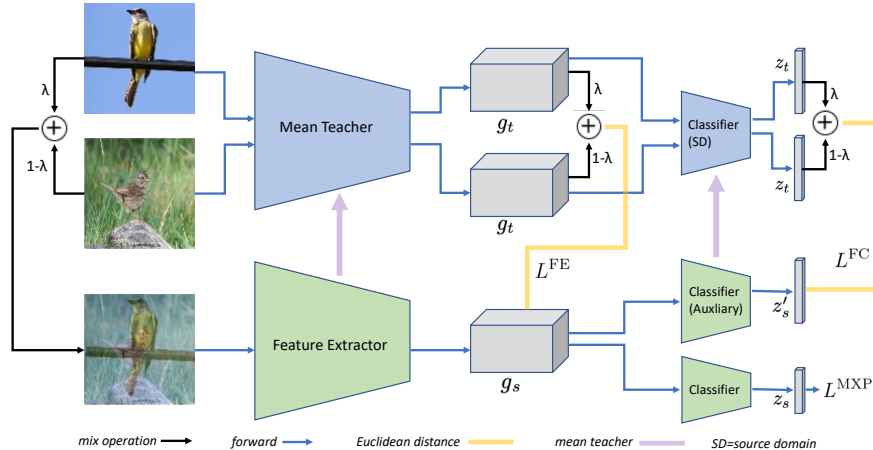 λ
1-λ
Mean Teacher
g_t
g_t
λ
1-λ
Classifier
(SD)
z_t
z_t
λ
1-λ
L^FE
L^FC
Feature Extractor
g_s
Classifier
(Auxliary)
z'_s
Classifier
z_s
L^MXP
mix operation
forward
Euclidean distance
mean teacher
SD=source domain